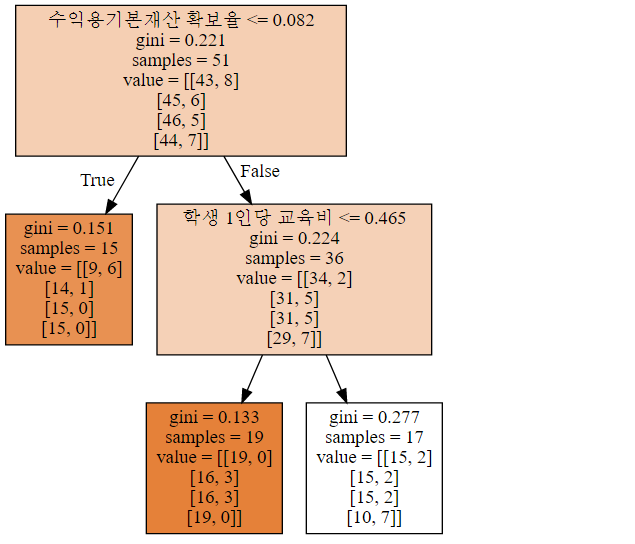 수익용기본재산 확보율 <= 0.082
gini = 0.221
samples = 51
value = [[43, 8]
[45, 6]
[46, 5]
[44, 7]]
True
False
gini = 0.151
samples = 15
value = [[9, 6]
[14, 1]
[15, 0]
[15, 0]]
학생 1인당 교육비 <= 0.465
gini = 0.224
samples = 36
value = [[34, 2]
[31, 5]
[31, 5]
[29, 7]]
gini = 0.133
samples = 19
value = [[19, 0]
[16, 3]
[16, 3]
[19, 0]]
gini = 0.277
samples = 17
value = [[15, 2]
[15, 2]
[15, 2]
[10, 7]]